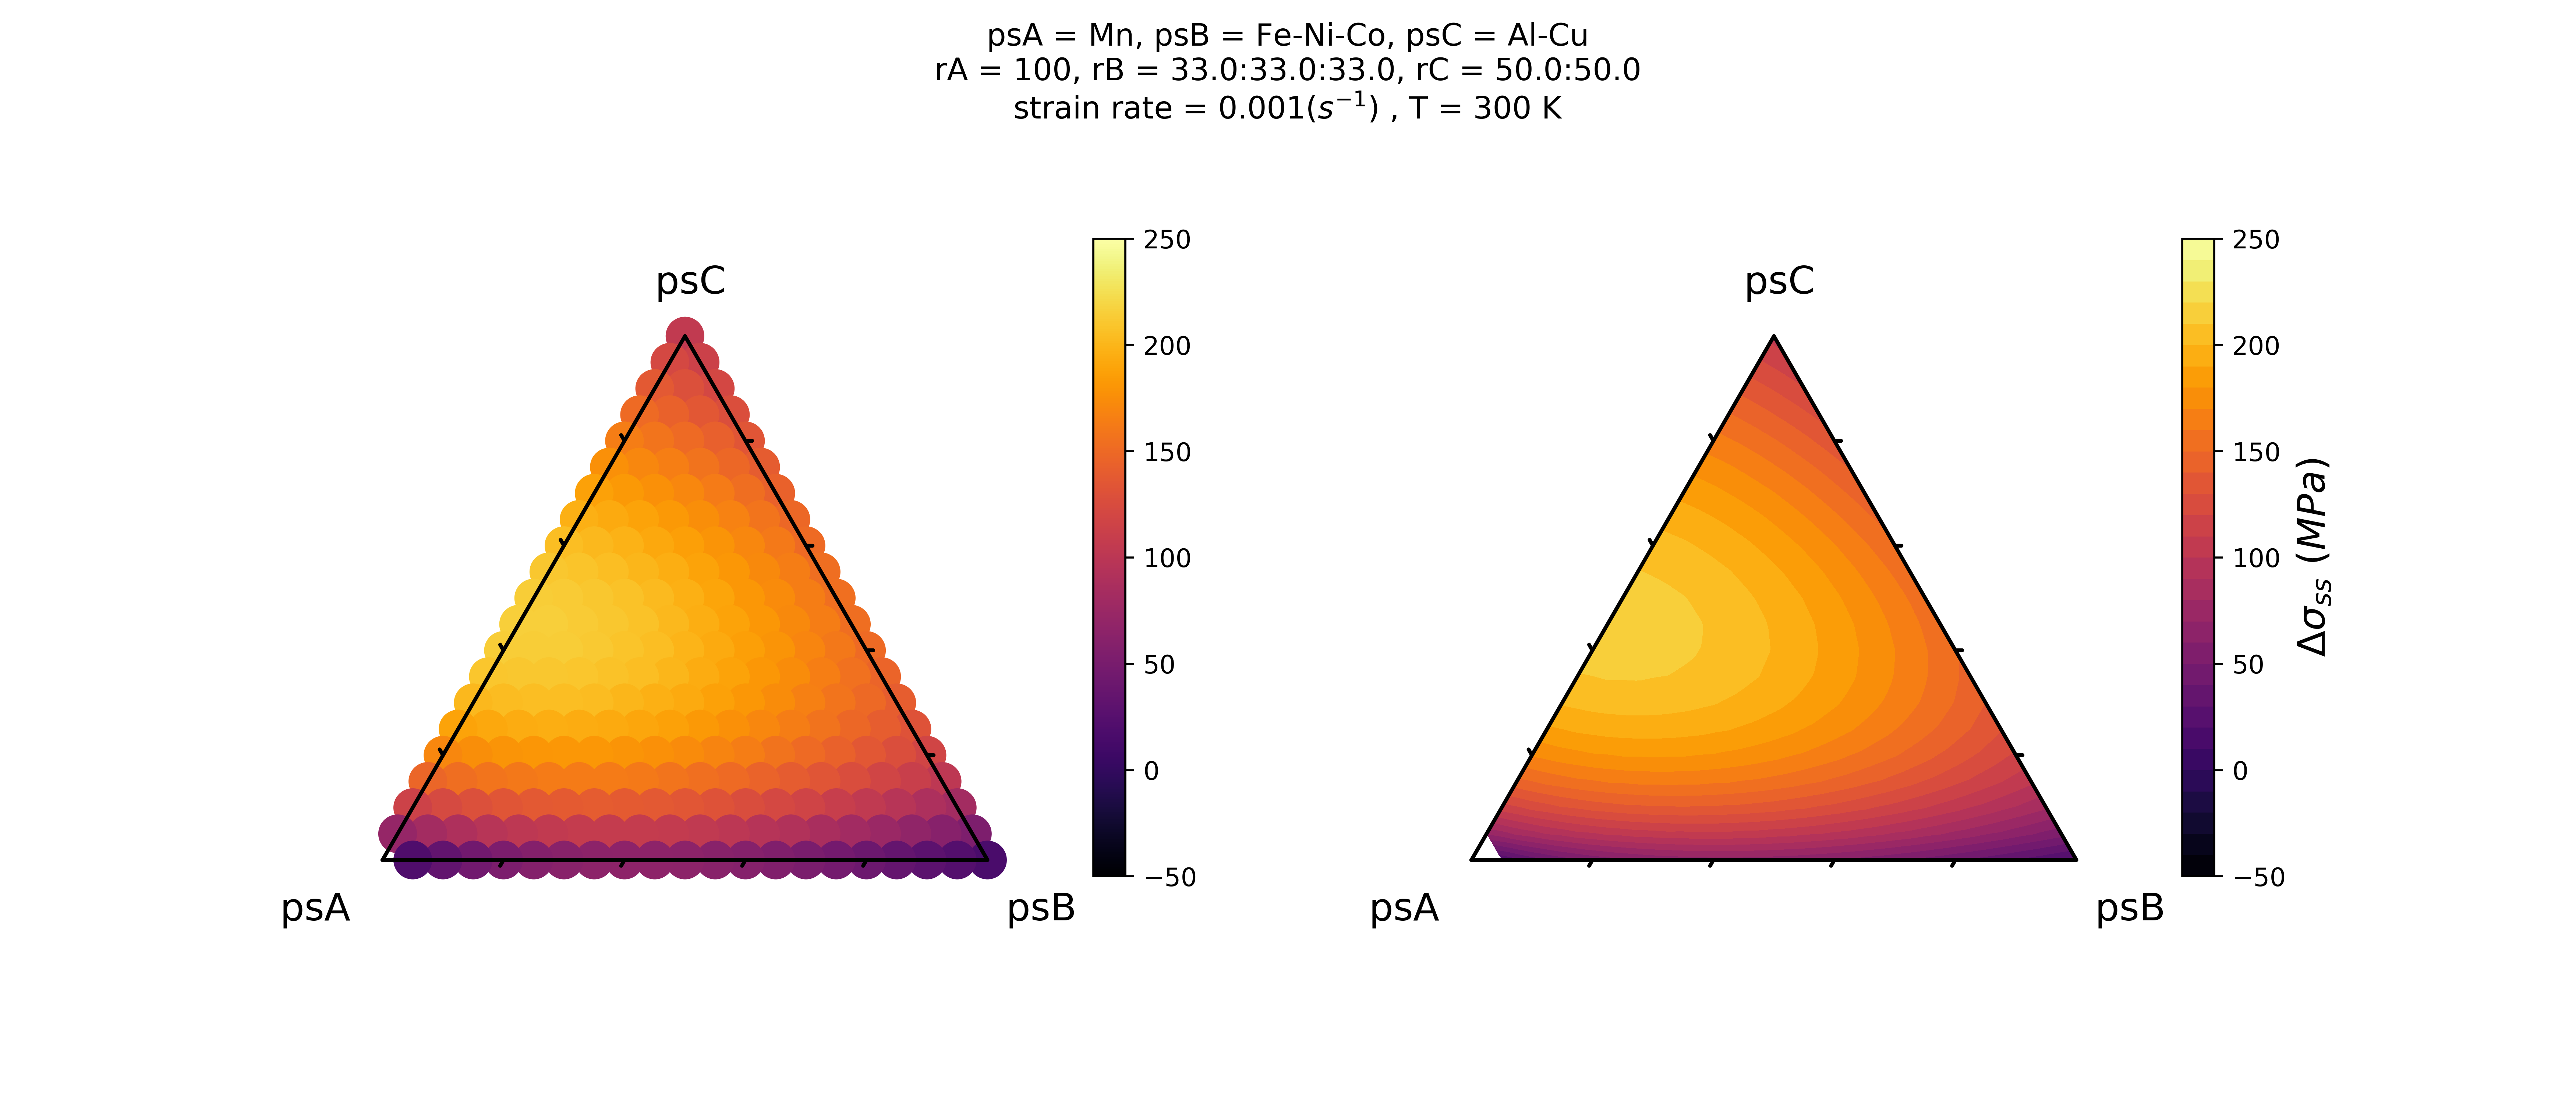 psA = Mn, psB = Fe-Ni-Co, psC = Al-Cu
rA = 100, rB = 33.0:33.0:33.0, rC = 50.0:50.0
strain rate = 0.001(s⁻¹) , T = 300 K
psC
psA
psB
250
200
150
100
50
0
−50
psC
psA
psB
250
200
150
100
50
0
−50
Δσss (MPa)